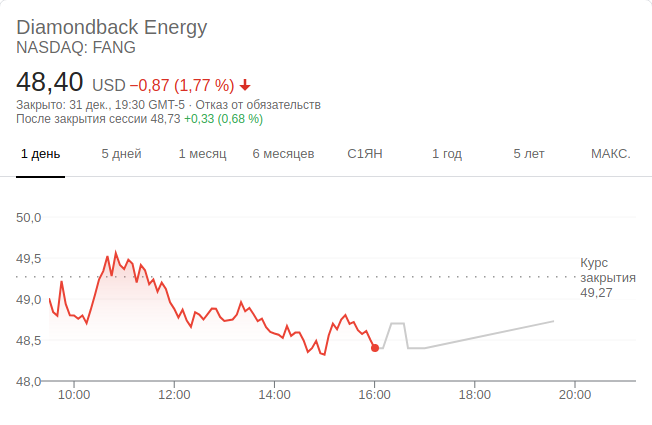 Diamondback Energy
NASDAQ: FANG
48,40 USD −0,87 (1,77 %)
Закрыто: 31 дек., 19:30 GMT-5 · Отказ от обязательств
После закрытия сессии 48,73 +0,33 (0,68 %)
1 день 5 дней 1 месяц 6 месяцев С1ЯН 1 год 5 лет МАКС.
50,0
49,5
Курс
закрытия
49,27
49,0
48,5
48,0
10:00 12:00 14:00 16:00 18:00 20:00